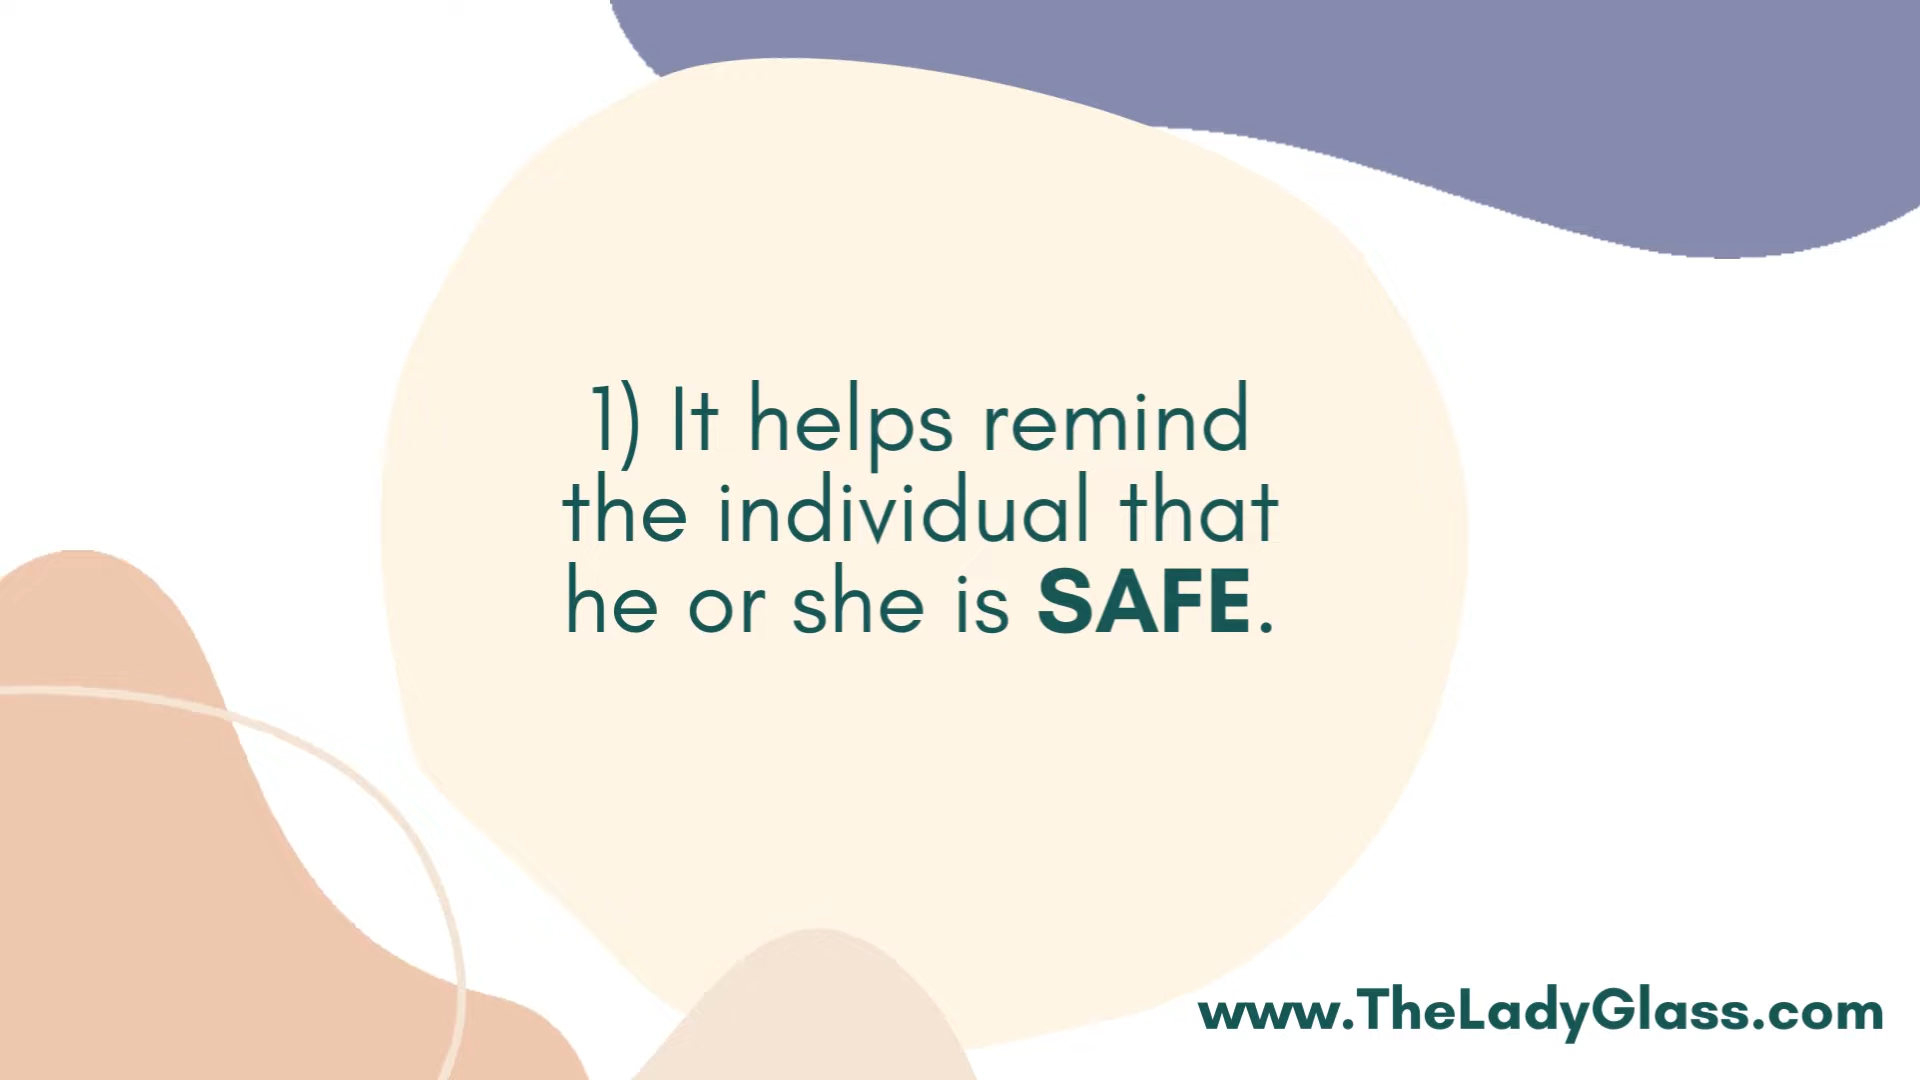 1) It helps remind
the individual that
he or she is SAFE.
www.TheLadyGlass.com